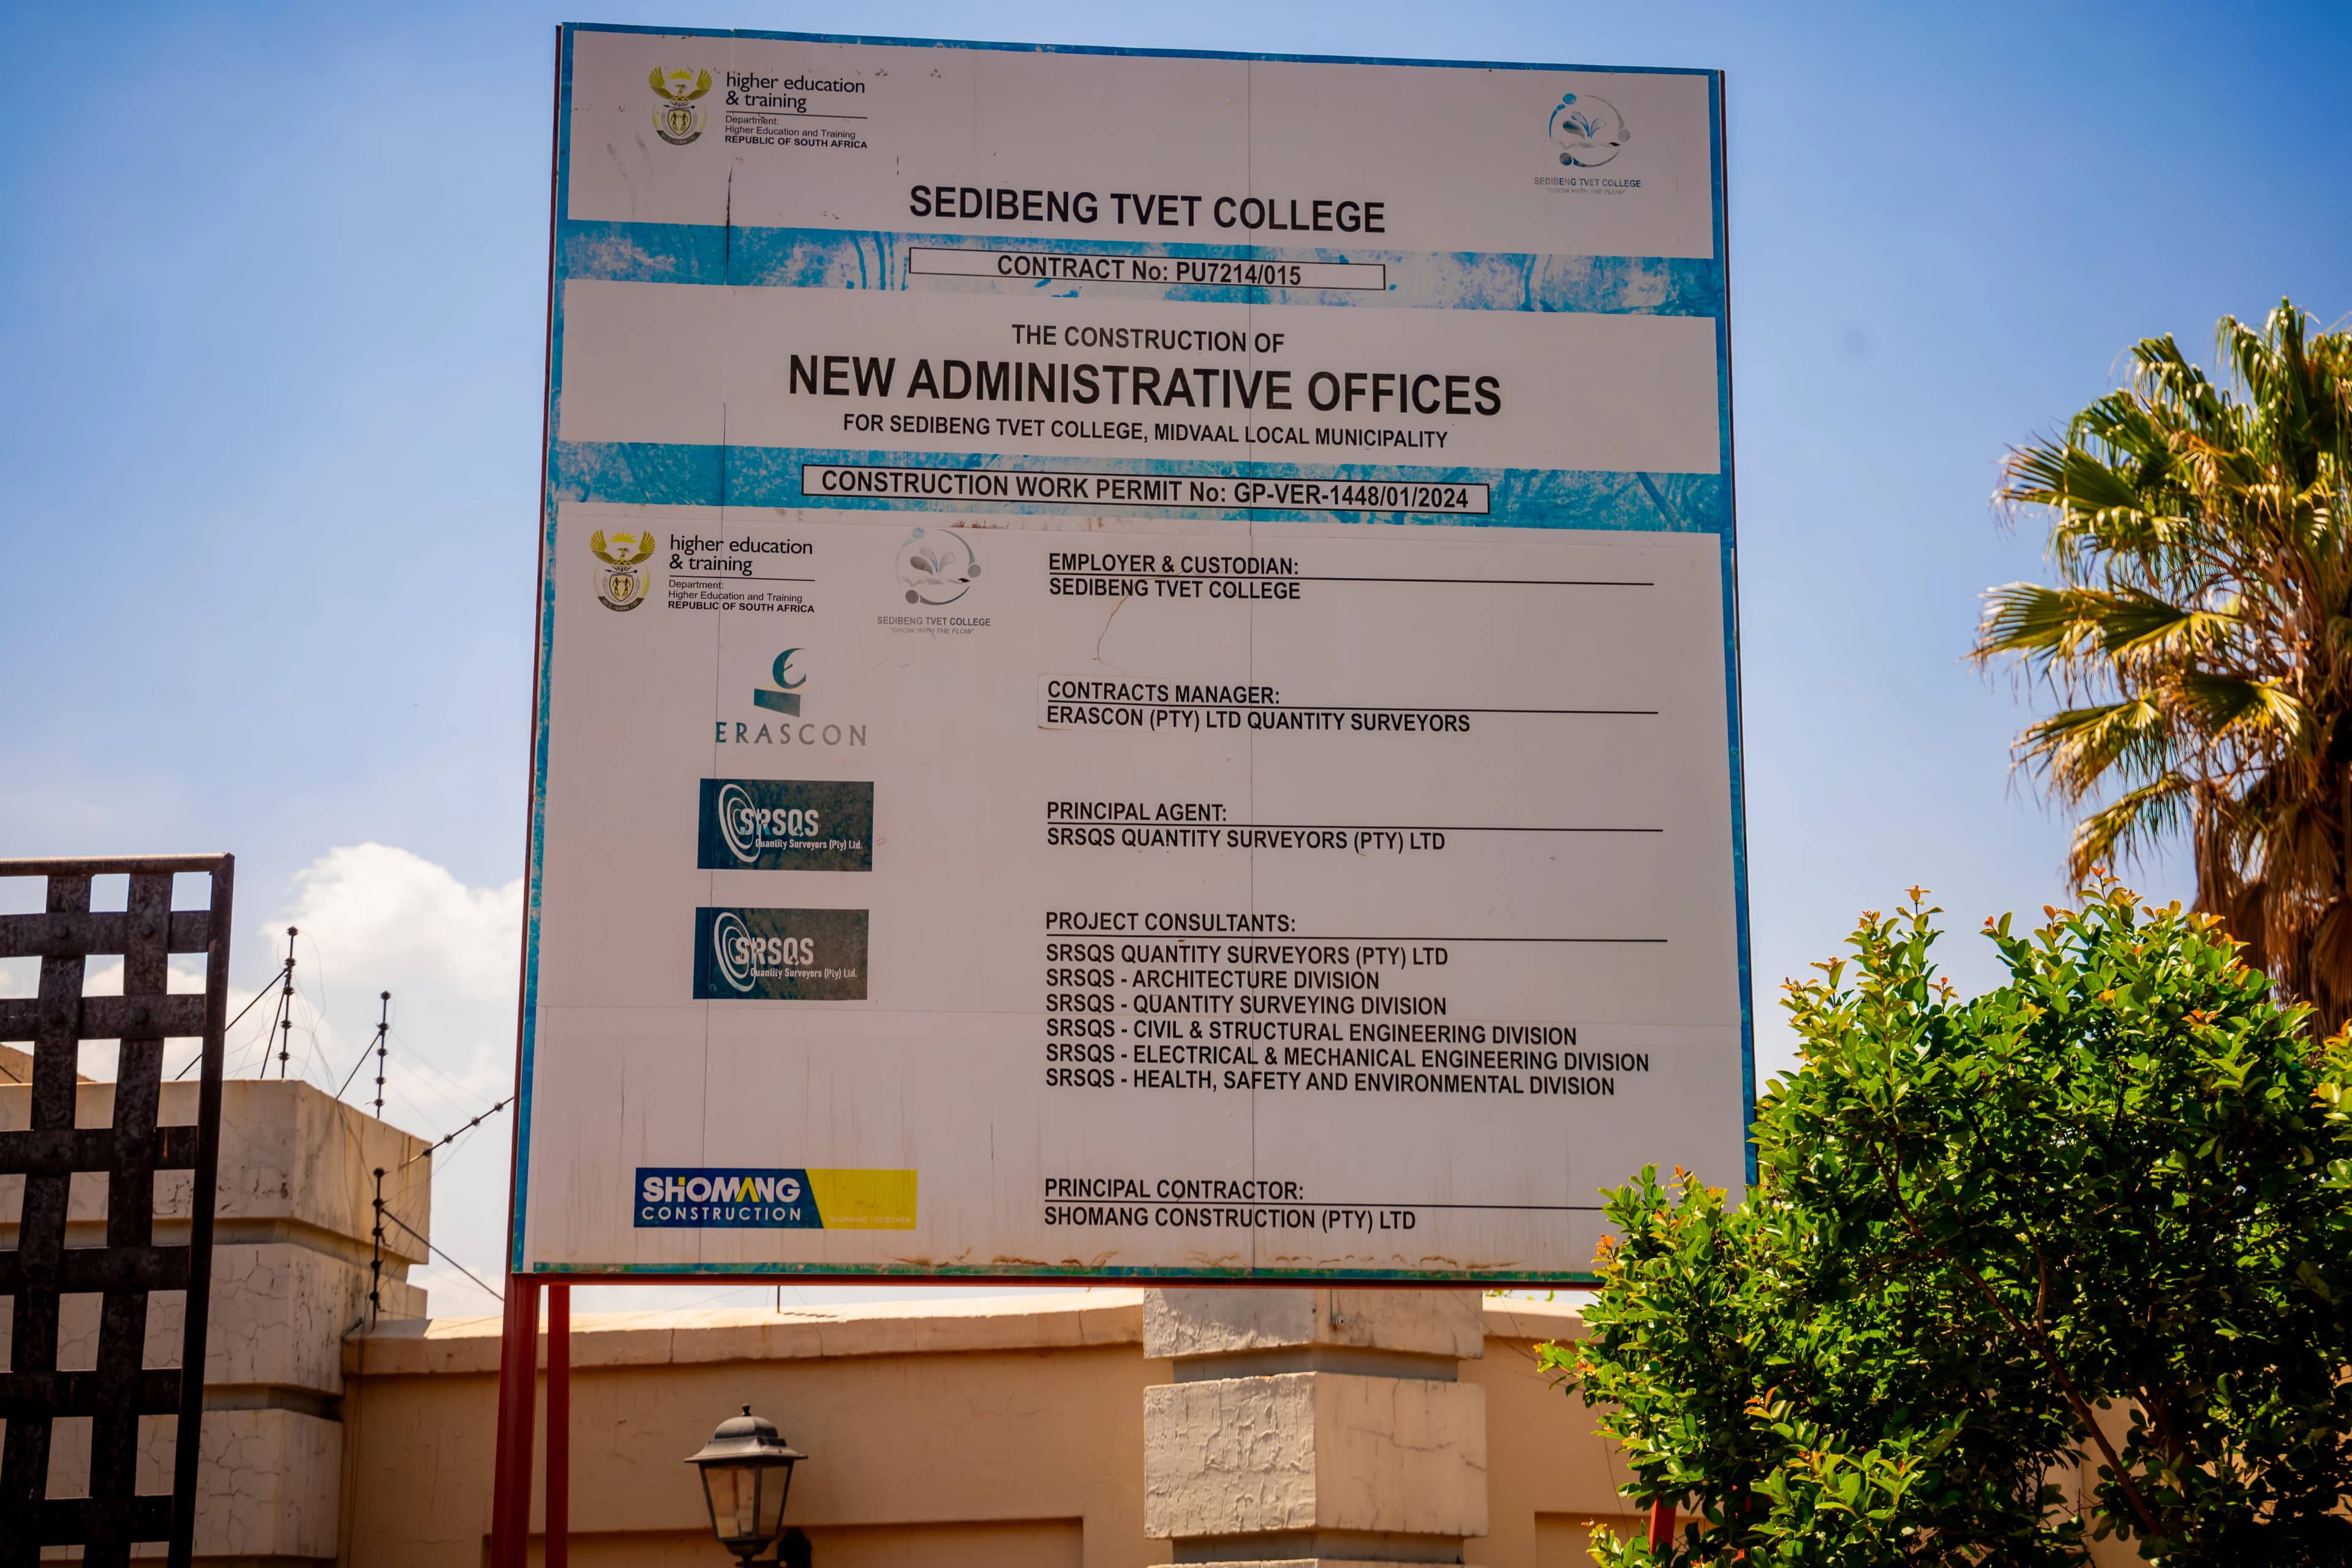 higher education
& training
Department:
Higher Education and Training
REPUBLIC OF SOUTH AFRICA
SEDIBENG TVET COLLEGE
"GROW WITH THE FLOW"
SEDIBENG TVET COLLEGE
CONTRACT No: PU7214/015
THE CONSTRUCTION OF
NEW ADMINISTRATIVE OFFICES
FOR SEDIBENG TVET COLLEGE, MIDVAAL LOCAL MUNICIPALITY
CONSTRUCTION WORK PERMIT No: GP-VER-1448/01/2024
higher education
& training
Department:
Higher Education and Training
REPUBLIC OF SOUTH AFRICA
SEDIBENG TVET COLLEGE
"GROW WITH THE FLOW"
EMPLOYER & CUSTODIAN:
SEDIBENG TVET COLLEGE
ERASCON
CONTRACTS MANAGER:
ERASCON (PTY) LTD QUANTITY SURVEYORS
SRSQS
Quantity Surveyors (Pty) Ltd.
PRINCIPAL AGENT:
SRSQS QUANTITY SURVEYORS (PTY) LTD
SRSQS
Quantity Surveyors (Pty) Ltd.
PROJECT CONSULTANTS:
SRSQS QUANTITY SURVEYORS (PTY) LTD
SRSQS - ARCHITECTURE DIVISION
SRSQS - QUANTITY SURVEYING DIVISION
SRSQS - CIVIL & STRUCTURAL ENGINEERING DIVISION
SRSQS - ELECTRICAL & MECHANICAL ENGINEERING DIVISION
SRSQS - HEALTH, SAFETY AND ENVIRONMENTAL DIVISION
SHOMANG
CONSTRUCTION
WORKING TOGETHER
PRINCIPAL CONTRACTOR:
SHOMANG CONSTRUCTION (PTY) LTD